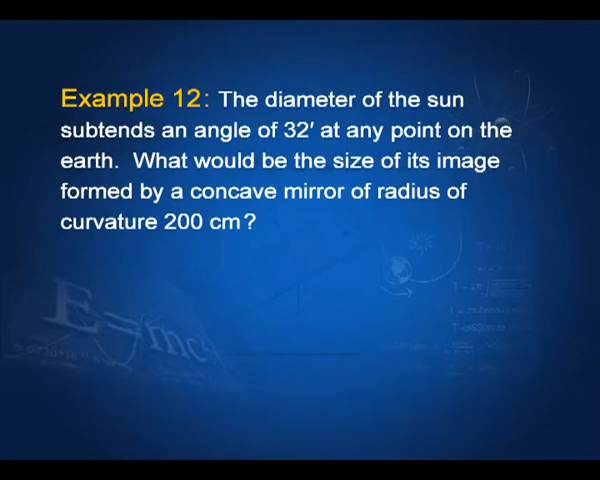 Example 12: The diameter of the sun
subtends an angle of 32′ at any point on the
earth. What would be the size of its image
formed by a concave mirror of radius of
curvature 200 cm?
E=mc²